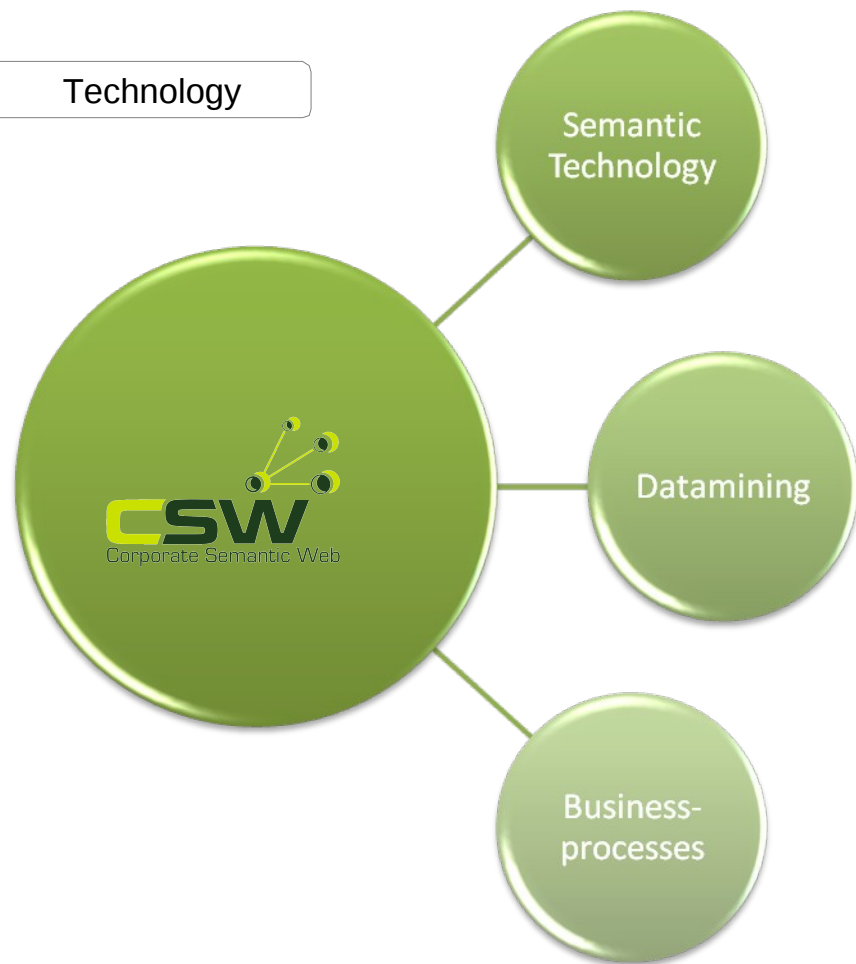 Technology
Semantic
Technology
CSW
Corporate Semantic Web
Datamining
Business-
processes